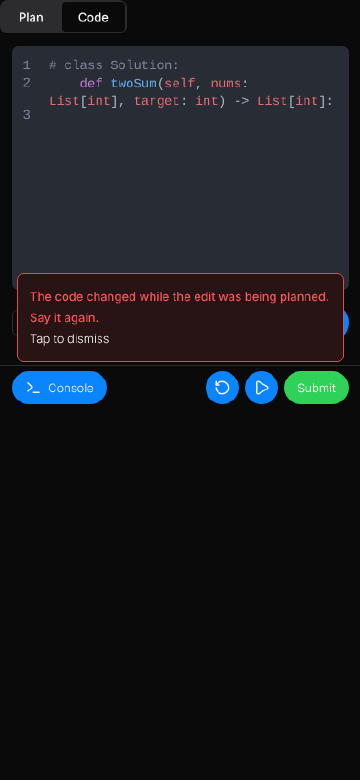 Plan Code
1 # class Solution:
2     def twoSum(self, nums:
List[int], target: int) -> List[int]:
3
The code changed while the edit was being planned.
Say it again.
Tap to dismiss
Console Submit